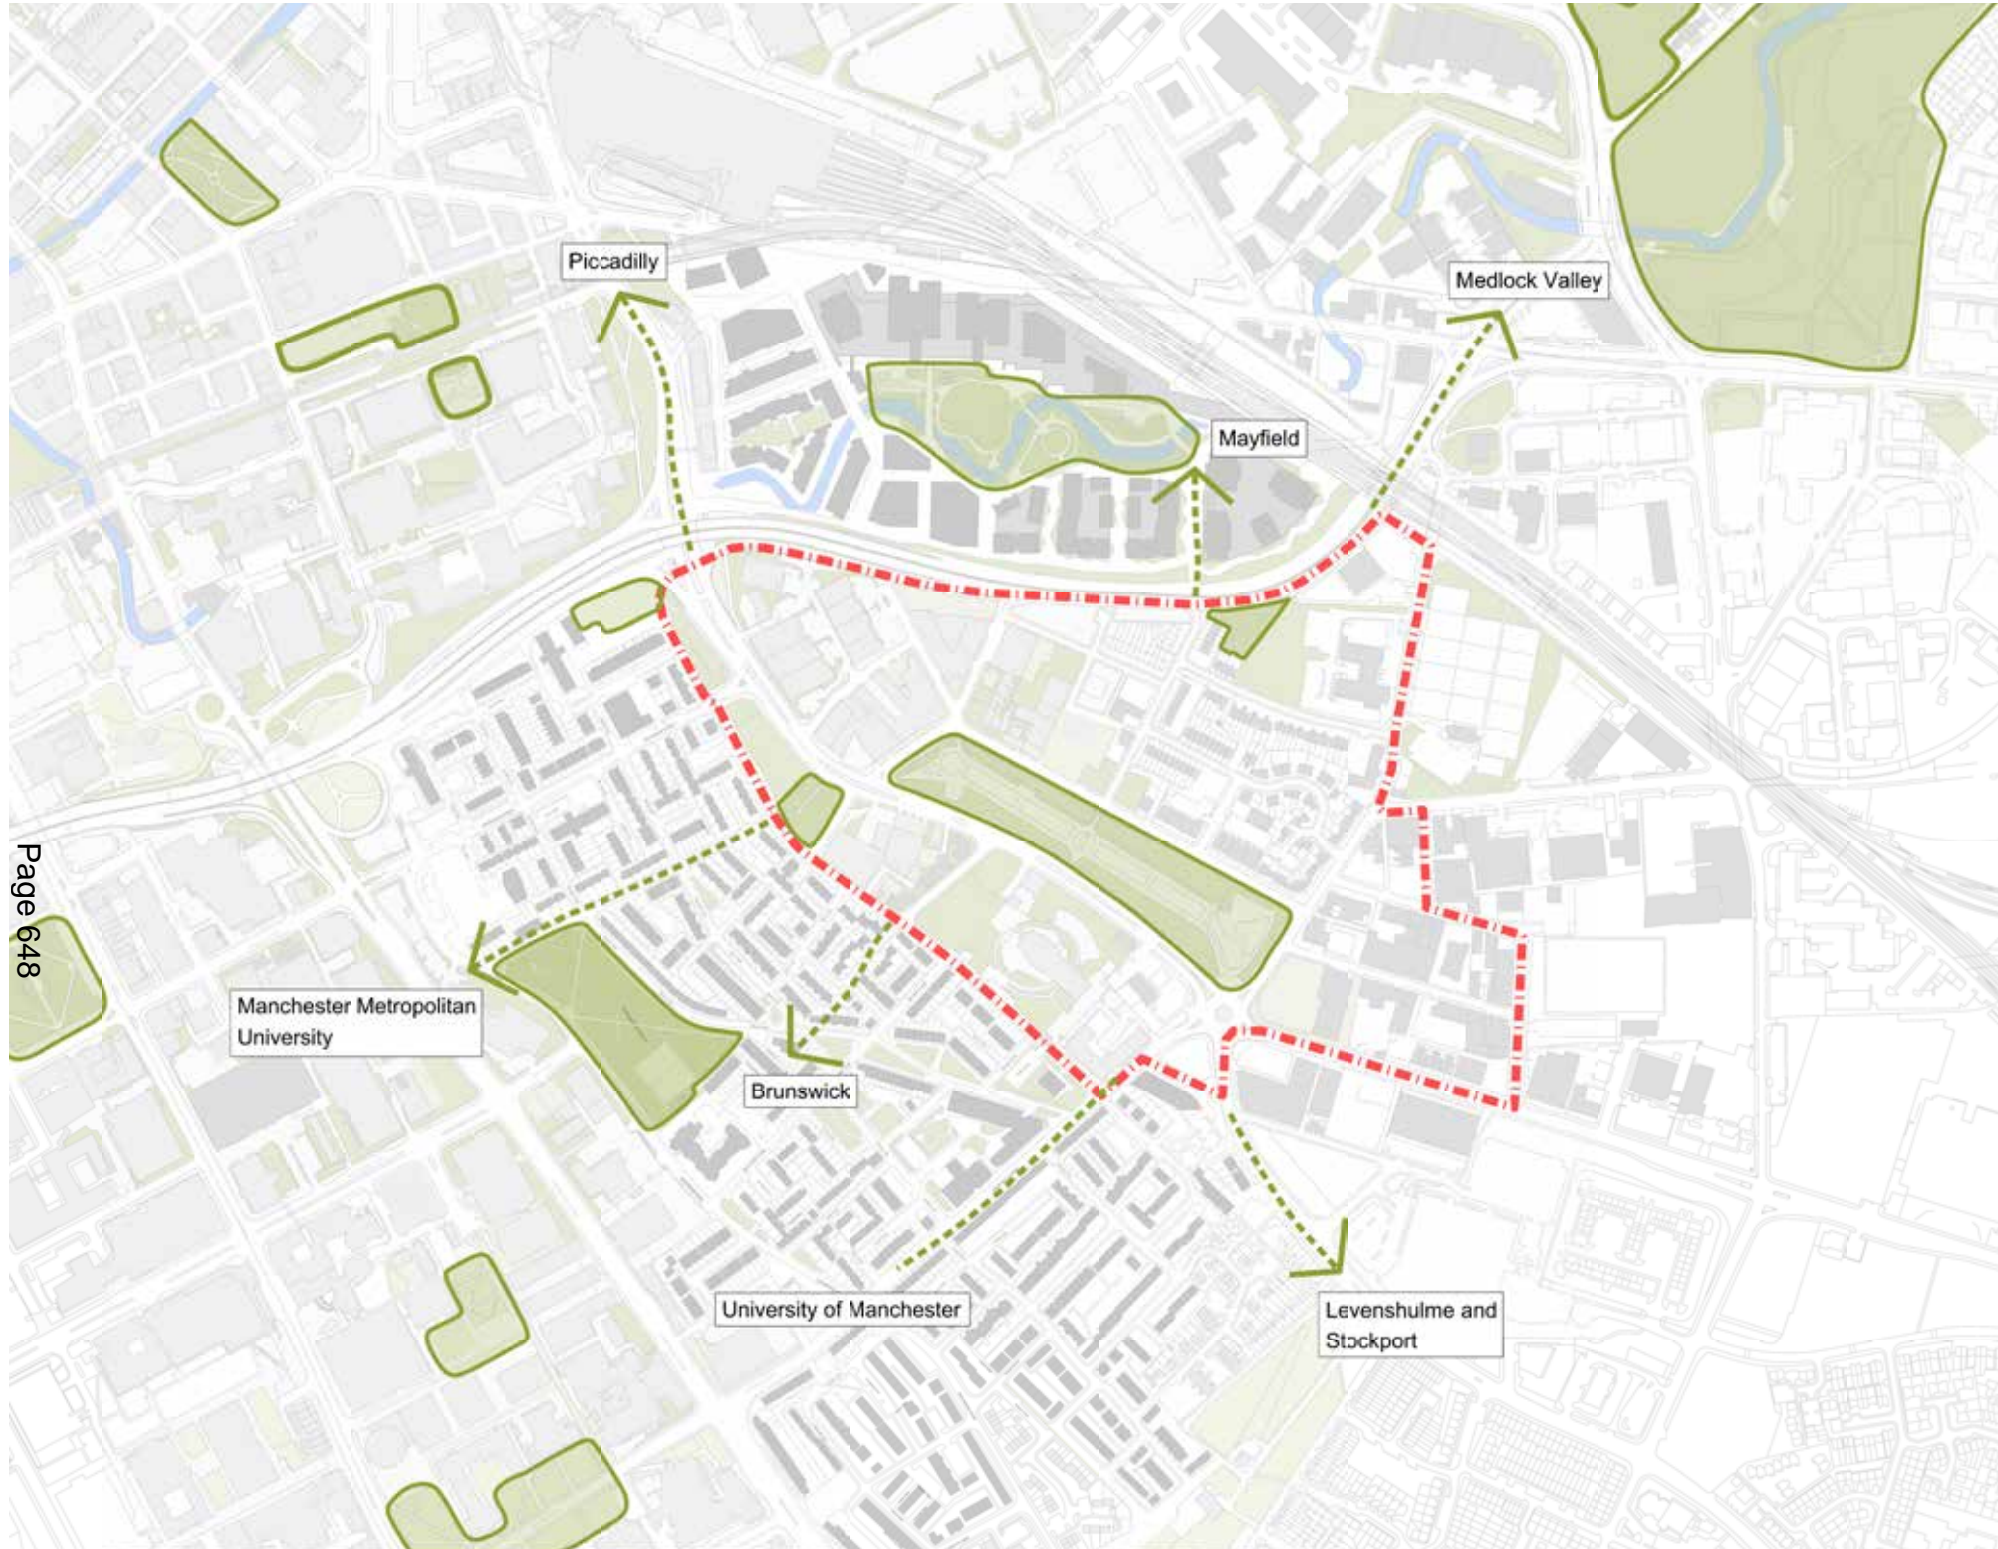 Piccadilly
Medlock Valley
Mayfield
Page 648
Manchester Metropolitan
University
Brunswick
University of Manchester
Levenshulme and
Stockport